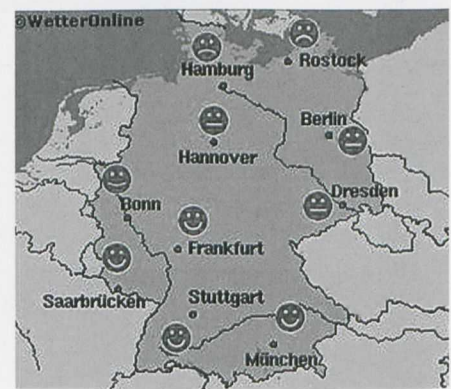 ©WetterOnline
Rostock
Hamburg
Berlin
Hannover
Dresden
Bonn
Frankfurt
Saarbrücken
Stuttgart
München